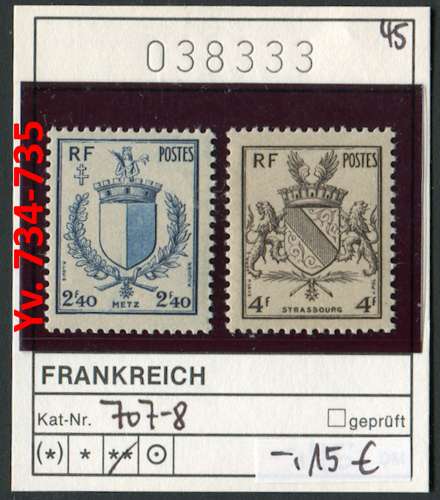 45
038333
Yv. 734-735
RF POSTES
2F40 METZ 2F40
RF POSTES
4F STRASSBOURG 4F
FRANKREICH
Kat-Nr. 707-8 geprüft
(*) * ** ⊙ -.15 €